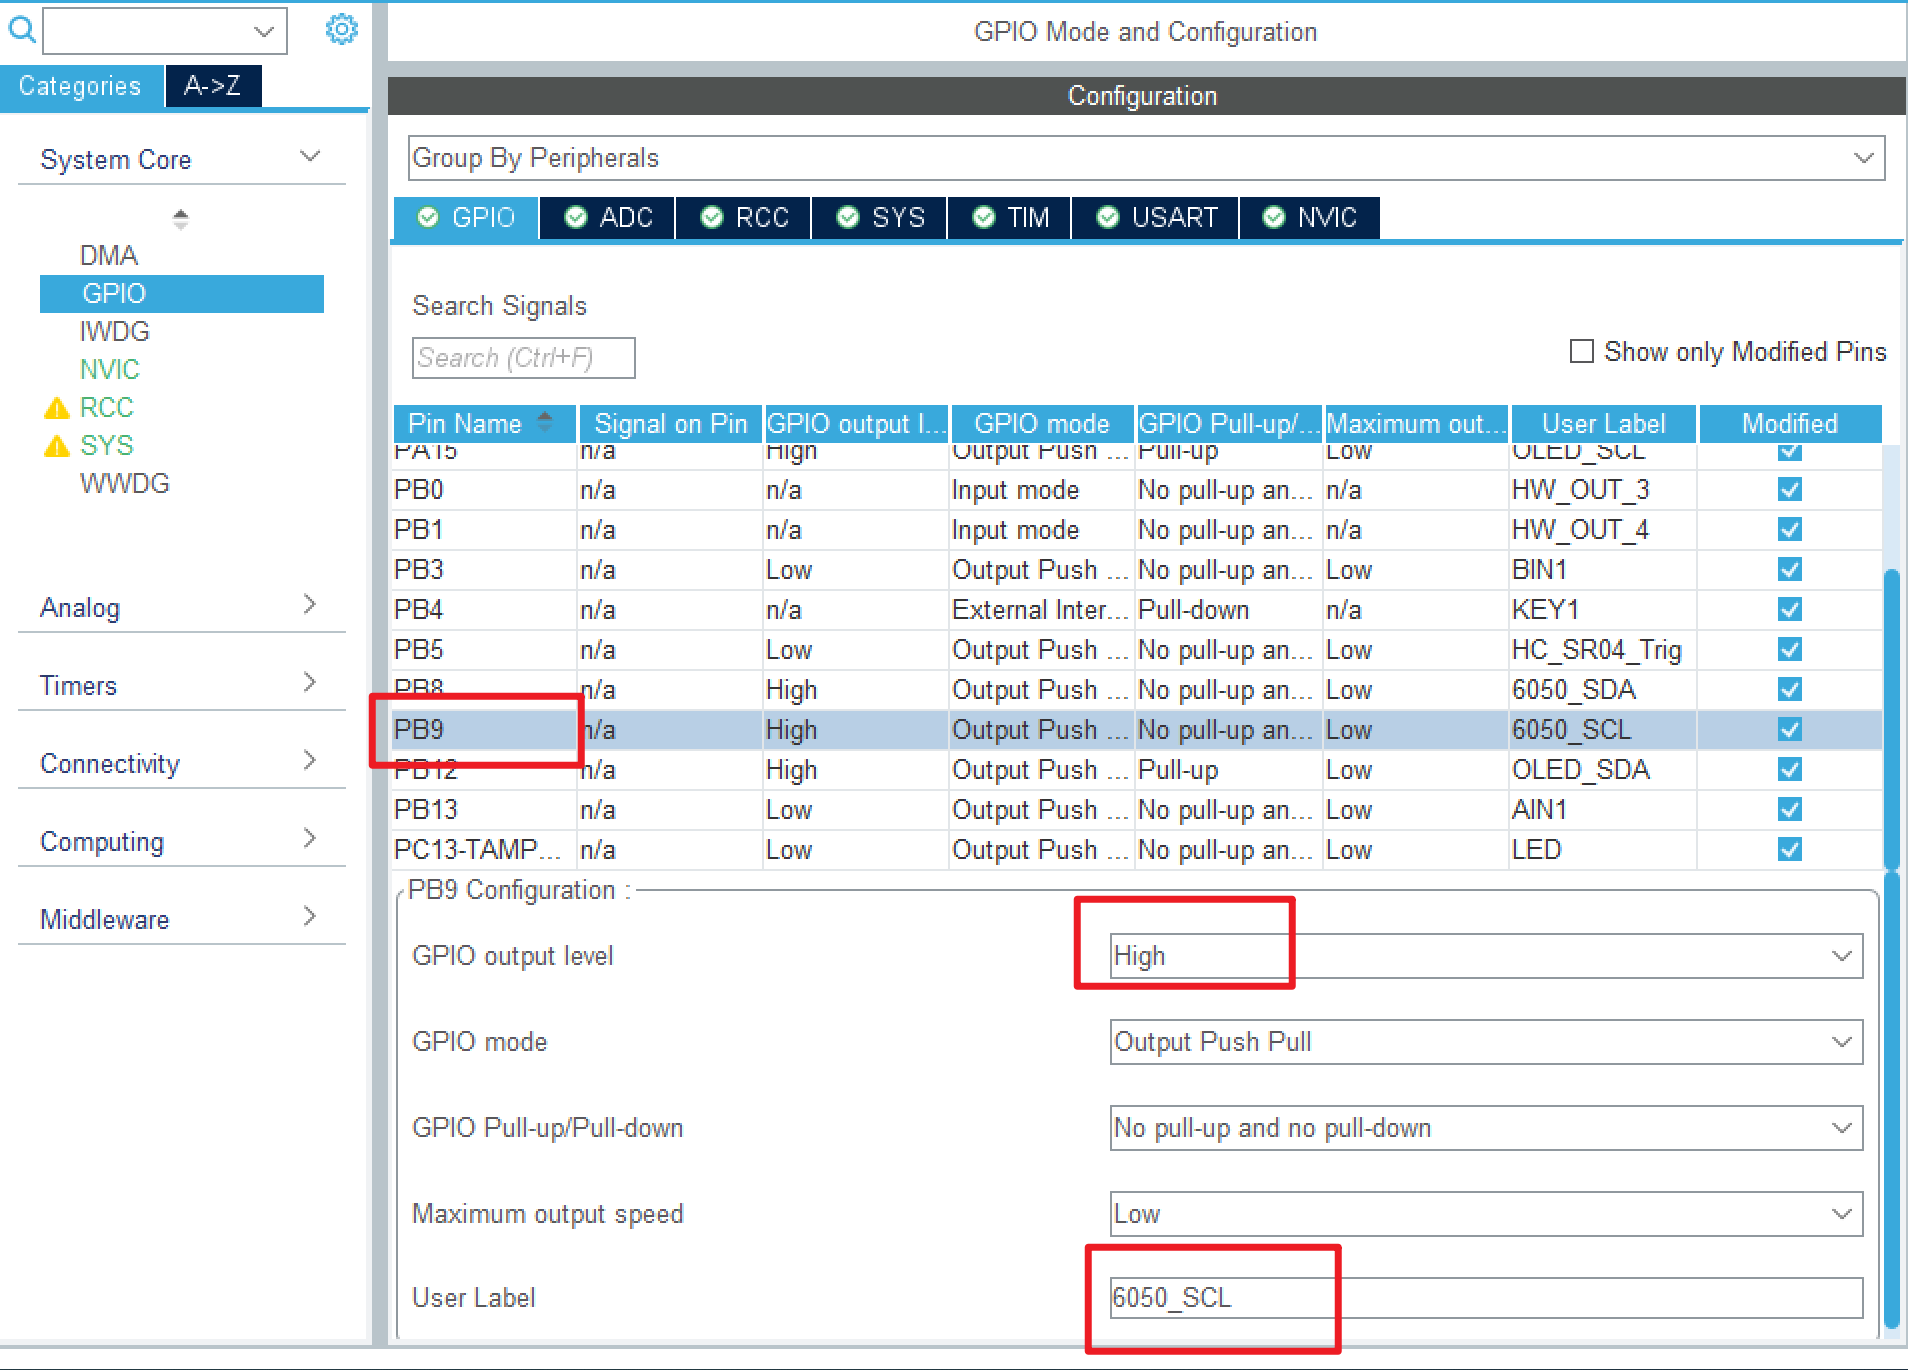 GPIO Mode and Configuration
Categories
A->Z
Configuration
System Core
DMA
GPIO
IWDG
NVIC
RCC
SYS
WWDG
Analog
Timers
Connectivity
Computing
Middleware
Group By Peripherals
GPIO ADC RCC SYS TIM USART NVIC
Search Signals
Search (Ctrl+F)
Show only Modified Pins
Pin Name Signal on Pin GPIO output l... GPIO mode GPIO Pull-up/... Maximum out... User Label Modified
PA15 n/a High Output Push ... Pull-up Low OLED_SCL
PB0 n/a n/a Input mode No pull-up an... n/a HW_OUT_3
PB1 n/a n/a Input mode No pull-up an... n/a HW_OUT_4
PB3 n/a Low Output Push ... No pull-up an... Low BIN1
PB4 n/a n/a External Inter... Pull-down n/a KEY1
PB5 n/a Low Output Push ... No pull-up an... Low HC_SR04_Trig
PB8 n/a High Output Push ... No pull-up an... Low 6050_SDA
PB9 n/a High Output Push ... No pull-up an... Low 6050_SCL
PB12 n/a High Output Push ... Pull-up Low OLED_SDA
PB13 n/a Low Output Push ... No pull-up an... Low AIN1
PC13-TAMP... n/a Low Output Push ... No pull-up an... Low LED
PB9 Configuration :
GPIO output level High
GPIO mode Output Push Pull
GPIO Pull-up/Pull-down No pull-up and no pull-down
Maximum output speed Low
User Label 6050_SCL